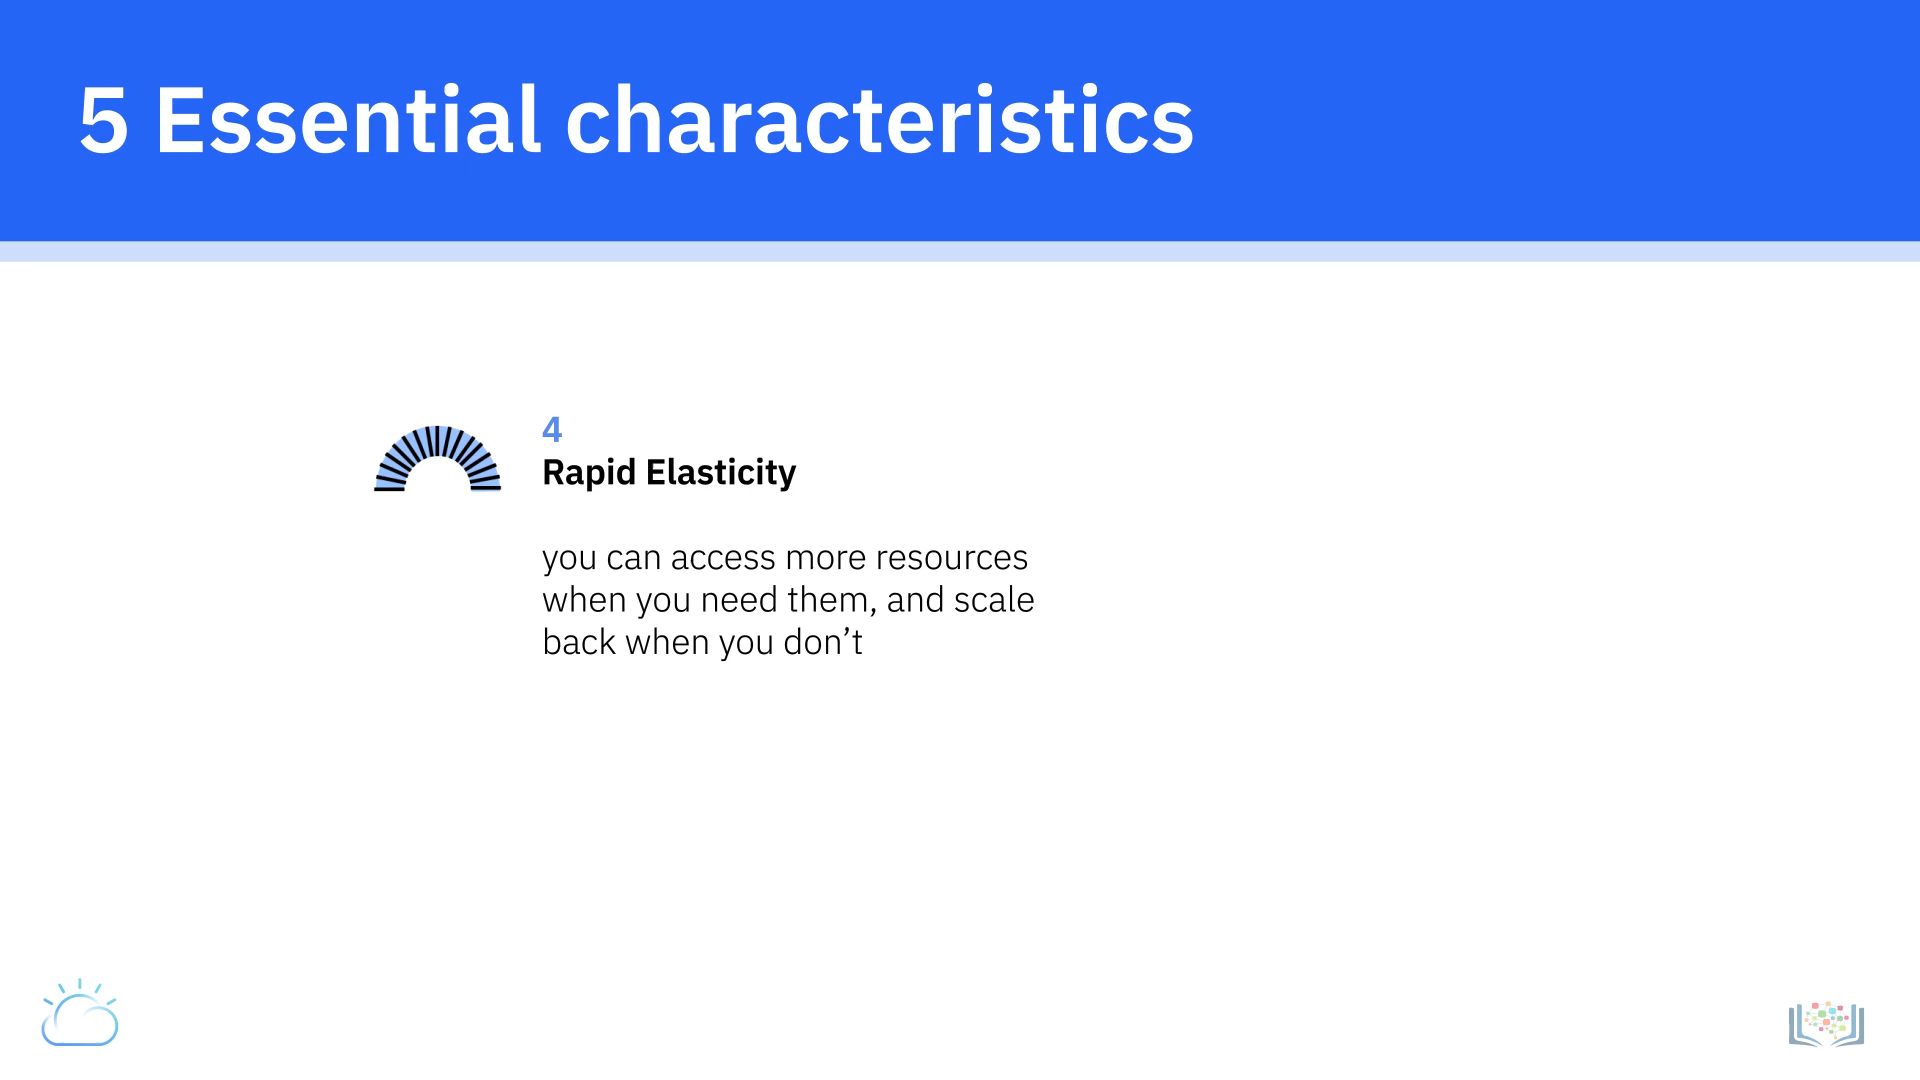 5 Essential characteristics
4
Rapid Elasticity
you can access more resources
when you need them, and scale
back when you don’t